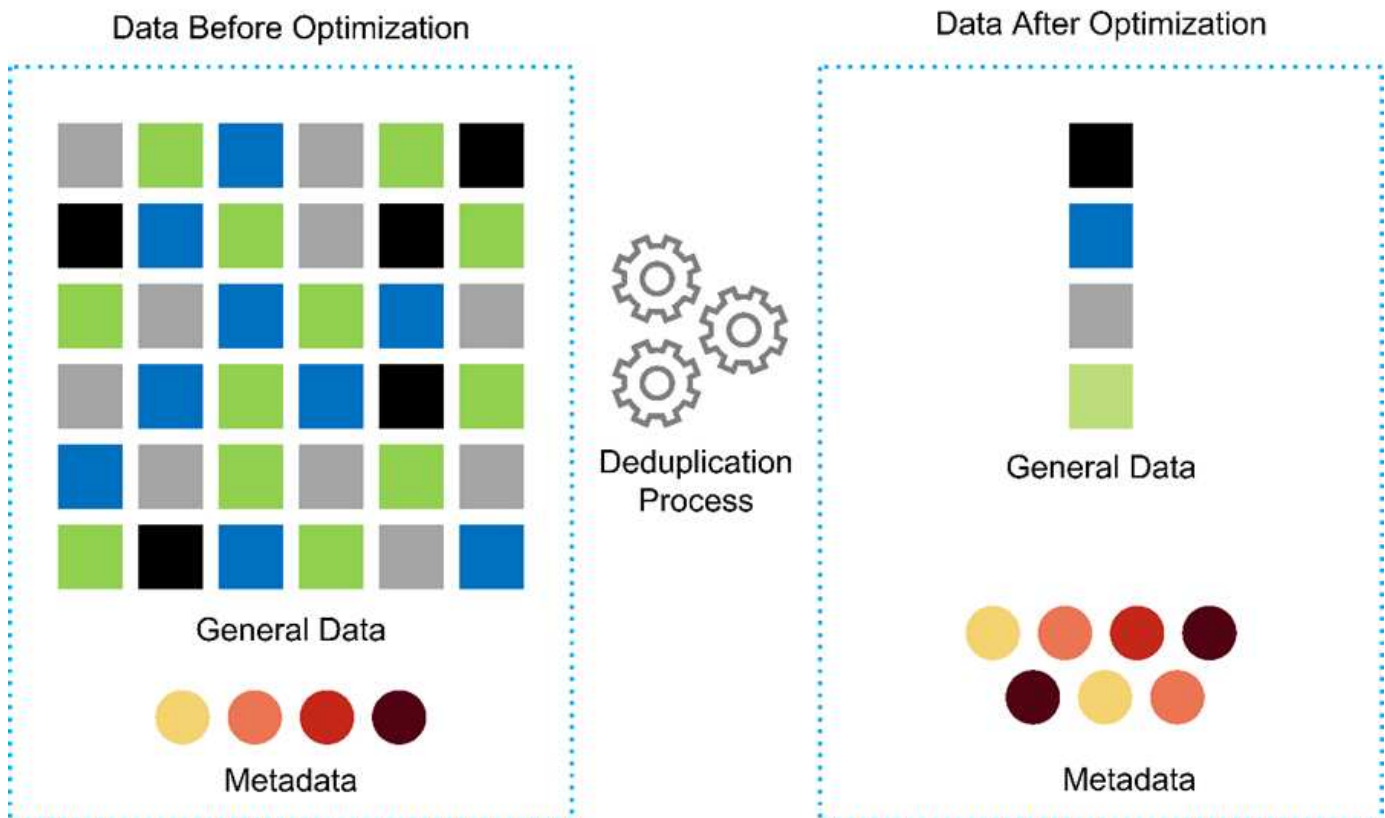 Data Before Optimization
General Data
Metadata
Deduplication
Process
Data After Optimization
General Data
Metadata